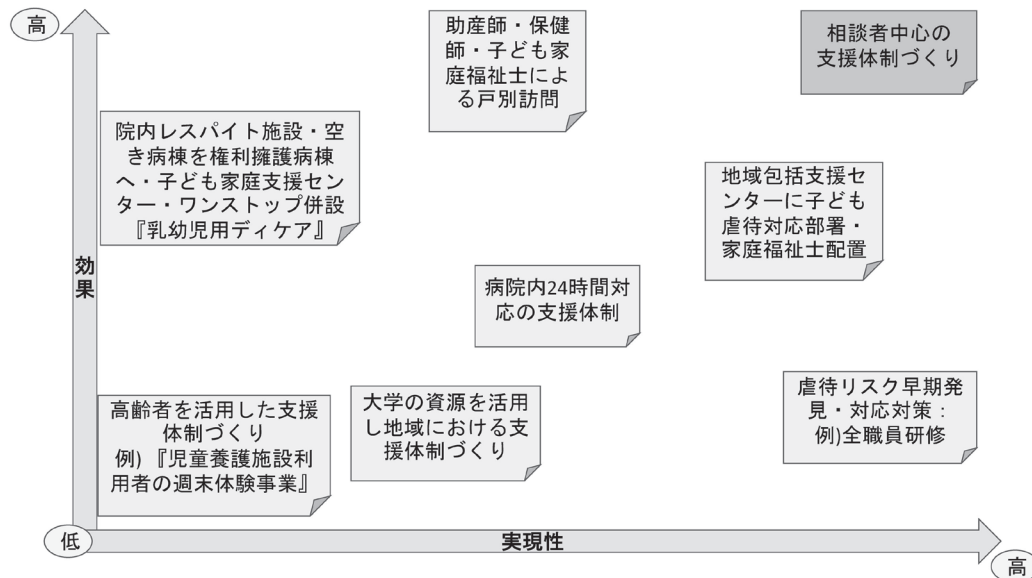 高
助産師・保健
師・子ども家
庭福祉士によ
る戸別訪問
相談者中心の
支援体制づくり
院内レスパイト施設・空
き病棟を権利擁護病棟
へ・子ども家庭支援セン
ター・ワンストップ併設
『乳幼児用ディケア』
地域包括支援セ
ンターに子ども
虐待対応部署・
家庭福祉士配置
効
果
病院内24時間対
応の支援体制
高齢者を活用した支援
体制づくり
例) 『児童養護施設利
用者の週末体験事業』
大学の資源を活用
し地域における支
援体制づくり
虐待リスク早期発
見・対応対策：
例)全職員研修
低
実現性
高